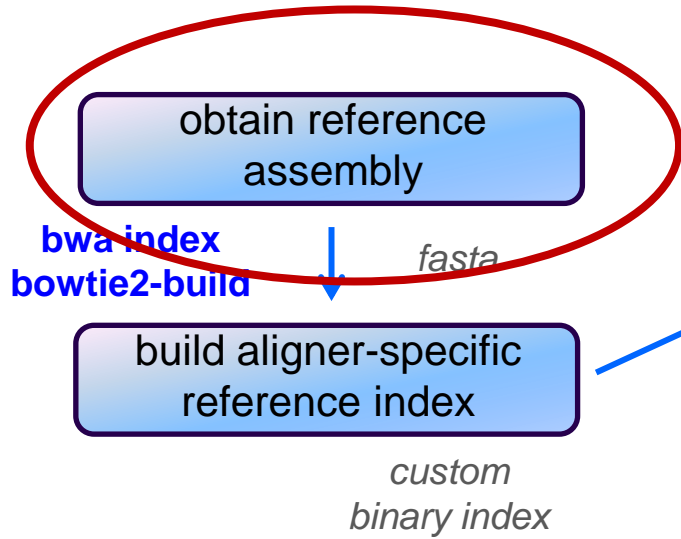 obtain reference
assembly
bwa index
bowtie2-build
fasta
build aligner-specific
reference index
custom
binary index